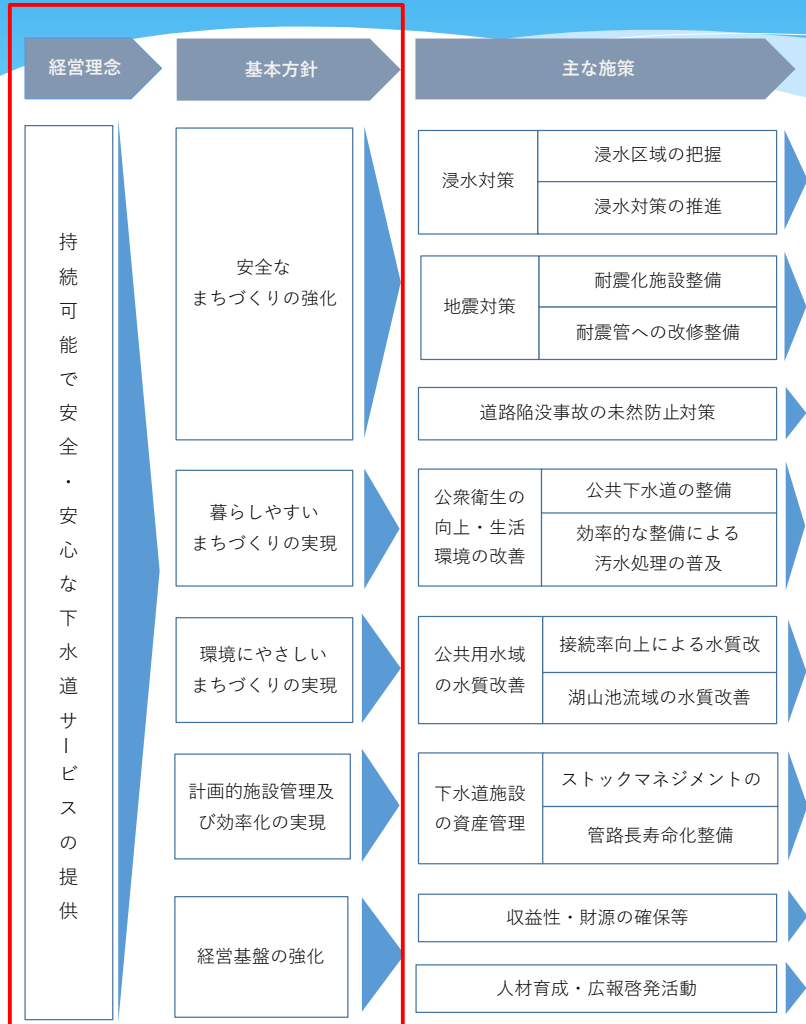 経営理念
基本方針
主な施策
持続可能で安全・安心な下水道サービスの提供
安全な
まちづくりの強化
浸水対策
浸水区域の把握
浸水対策の推進
地震対策
耐震化施設整備
耐震管への改修整備
道路陥没事故の未然防止対策
暮らしやすい
まちづくりの実現
公衆衛生の
向上・生活
環境の改善
公共下水道の整備
効率的な整備による
汚水処理の普及
環境にやさしい
まちづくりの実現
公共用水域
の水質改善
接続率向上による水質改
湖山池流域の水質改善
計画的施設管理及
び効率化の実現
下水道施設
の資産管理
ストックマネジメントの
管路長寿命化整備
経営基盤の強化
収益性・財源の確保等
人材育成・広報啓発活動